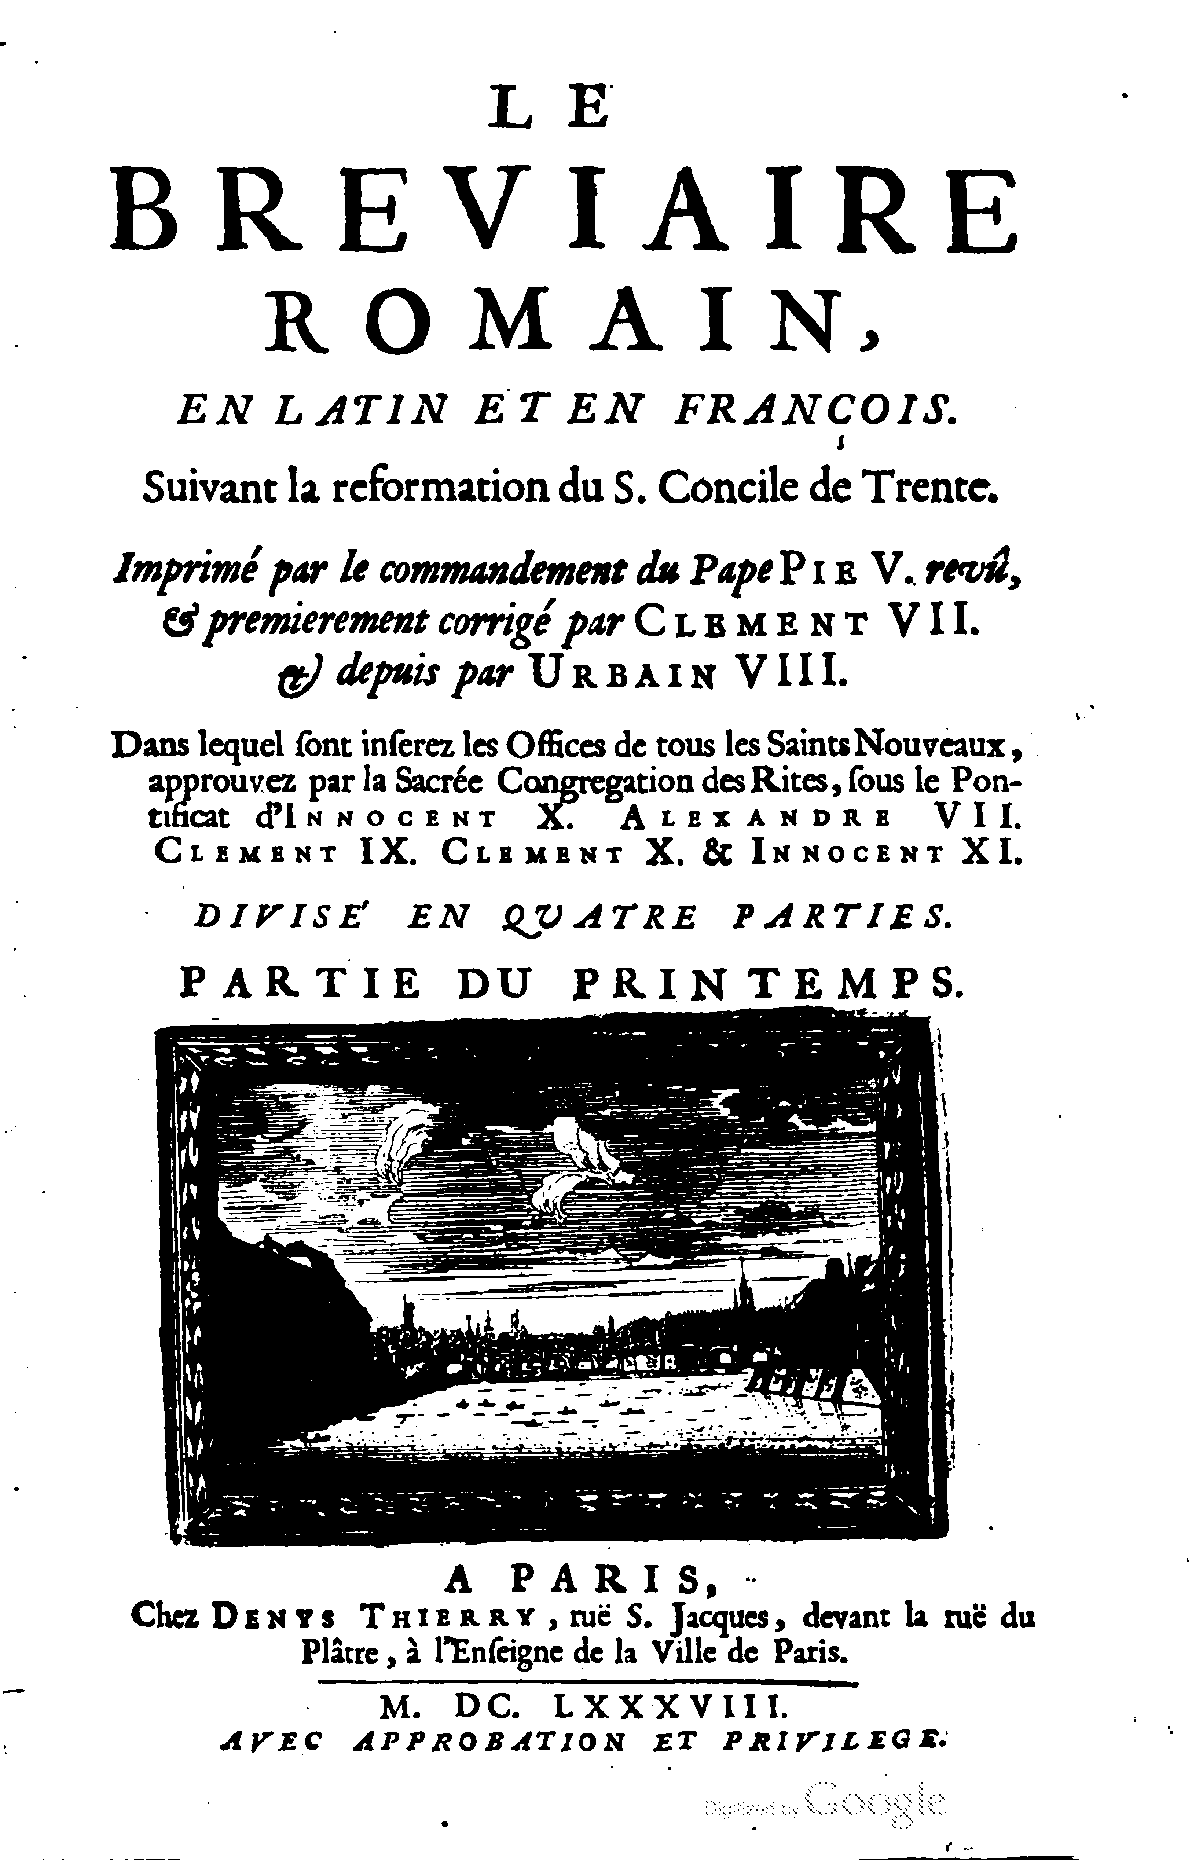 LE
BREVIAIRE
ROMAIN,
EN LATIN ET EN FRANÇOIS.
Suivant la reformation du S. Concile de Trente.
Imprimé par le commandement du Pape PIE V. revû,
& premierement corrigé par CLEMENT VII.
& depuis par URBAIN VIII.
Dans lequel ſont inſerez les Offices de tous les Saints Nouveaux,
approuvez par la Sacrée Congregation des Rites, ſous le Pon-
tificat d'INNOCENT X. ALEXANDRE VII.
CLEMENT IX. CLEMENT X. & INNOCENT XI.
DIVISÉ EN QUATRE PARTIES.
PARTIE DU PRINTEMPS.
A PARIS,
Chez DENYS THIERRY, ruë S. Jacques, devant la ruë du
Plâtre, à l'Enſeigne de la Ville de Paris.
M. DC. LXXXVIII.
AVEC APPROBATION ET PRIVILEGE.
Digitized by Google